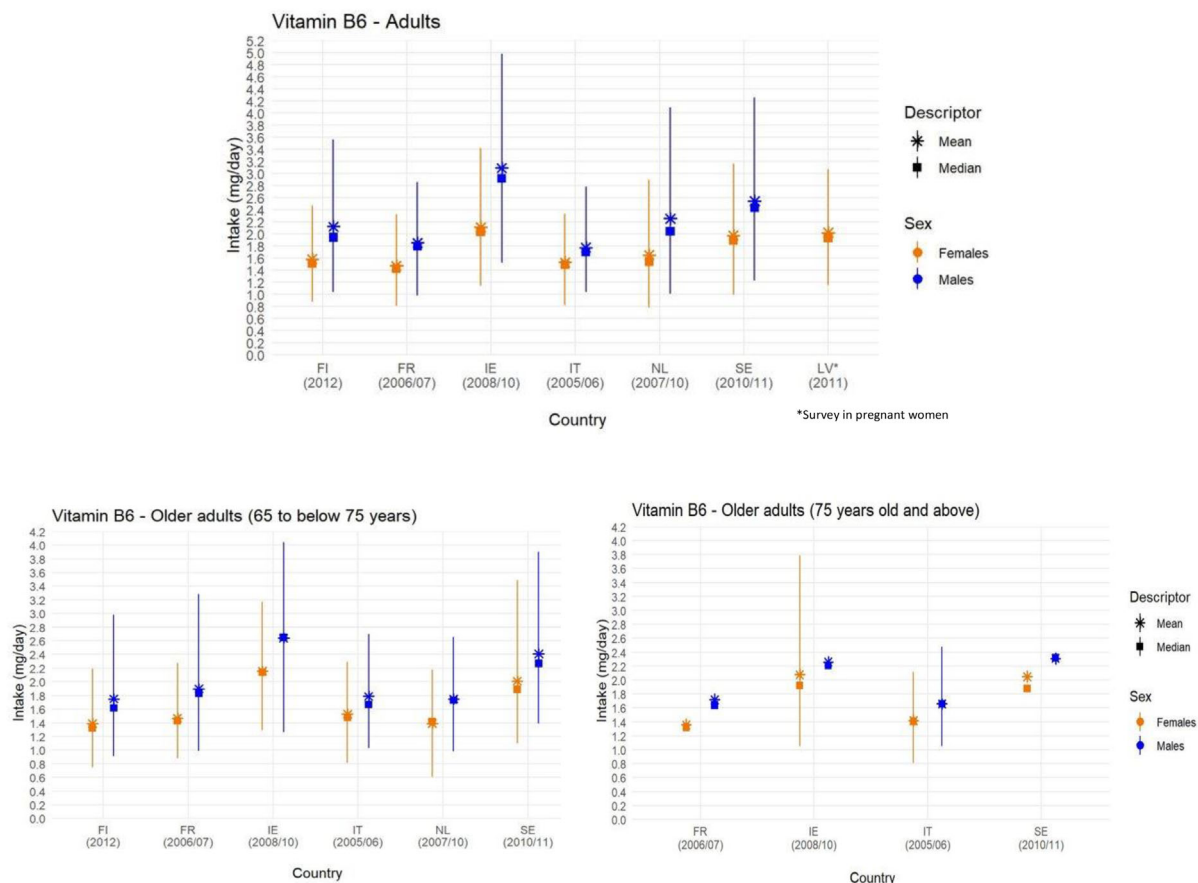 Vitamin B6 - Adults
Intake (mg/day)
5.2
5.0
4.8
4.6
4.4
4.2
4.0
3.8
3.6
3.4
3.2
3.0
2.8
2.6
2.4
2.2
2.0
1.8
1.6
1.4
1.2
1.0
0.8
0.6
0.4
0.2
0.0
FI FR IE IT NL SE LV*
(2012) (2006/07) (2008/10) (2005/06) (2007/10) (2010/11) (2011)
Country
*Survey in pregnant women
Descriptor
Mean
Median
Sex
Females
Males
Vitamin B6 - Older adults (65 to below 75 years)
Intake (mg/day)
4.2
4.0
3.8
3.6
3.4
3.2
3.0
2.8
2.6
2.4
2.2
2.0
1.8
1.6
1.4
1.2
1.0
0.8
0.6
0.4
0.2
0.0
FI FR IE IT NL SE
(2012) (2006/07) (2008/10) (2005/06) (2007/10) (2010/11)
Country
Vitamin B6 - Older adults (75 years old and above)
Intake (mg/day)
4.2
4.0
3.8
3.6
3.4
3.2
3.0
2.8
2.6
2.4
2.2
2.0
1.8
1.6
1.4
1.2
1.0
0.8
0.6
0.4
0.2
0.0
FR IE IT SE
(2006/07) (2008/10) (2005/06) (2010/11)
Country
Descriptor
Mean
Median
Sex
Females
Males